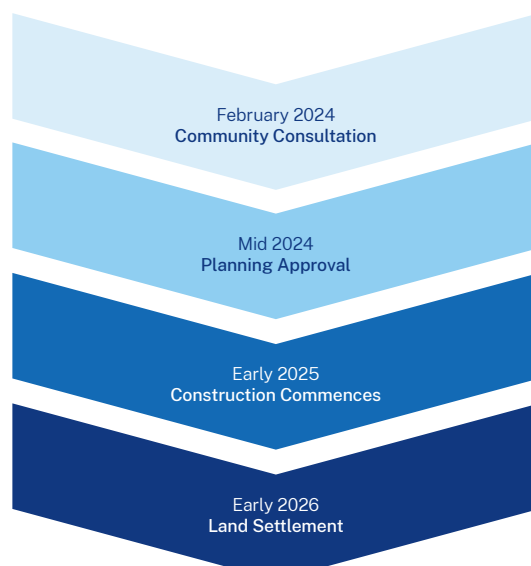 February 2024
Community Consultation
Mid 2024
Planning Approval
Early 2025
Construction Commences
Early 2026
Land Settlement